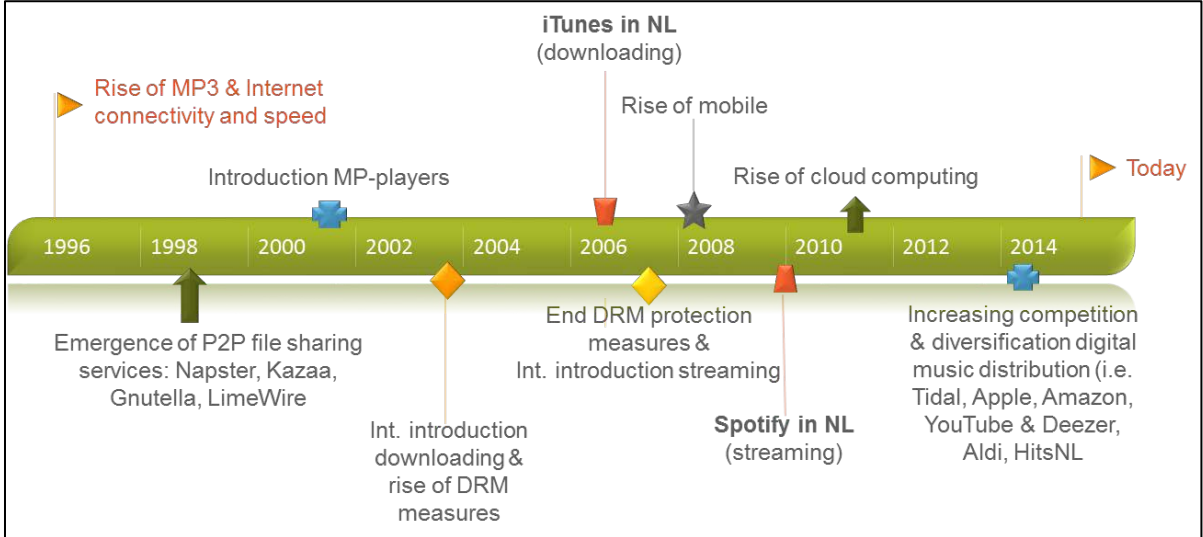 iTunes in NL
(downloading)
Rise of MP3 & Internet
connectivity and speed
Rise of mobile
Introduction MP-players
Rise of cloud computing
Today
1996
1998
2000
2002
2004
2006
2008
2010
2012
2014
Emergence of P2P file sharing
services: Napster, Kazaa,
Gnutella, LimeWire
Int. introduction
downloading &
rise of DRM
measures
End DRM protection
measures &
Int. introduction streaming
Spotify in NL
(streaming)
Increasing competition
& diversification digital
music distribution (i.e.
Tidal, Apple, Amazon,
YouTube & Deezer,
Aldi, HitsNL